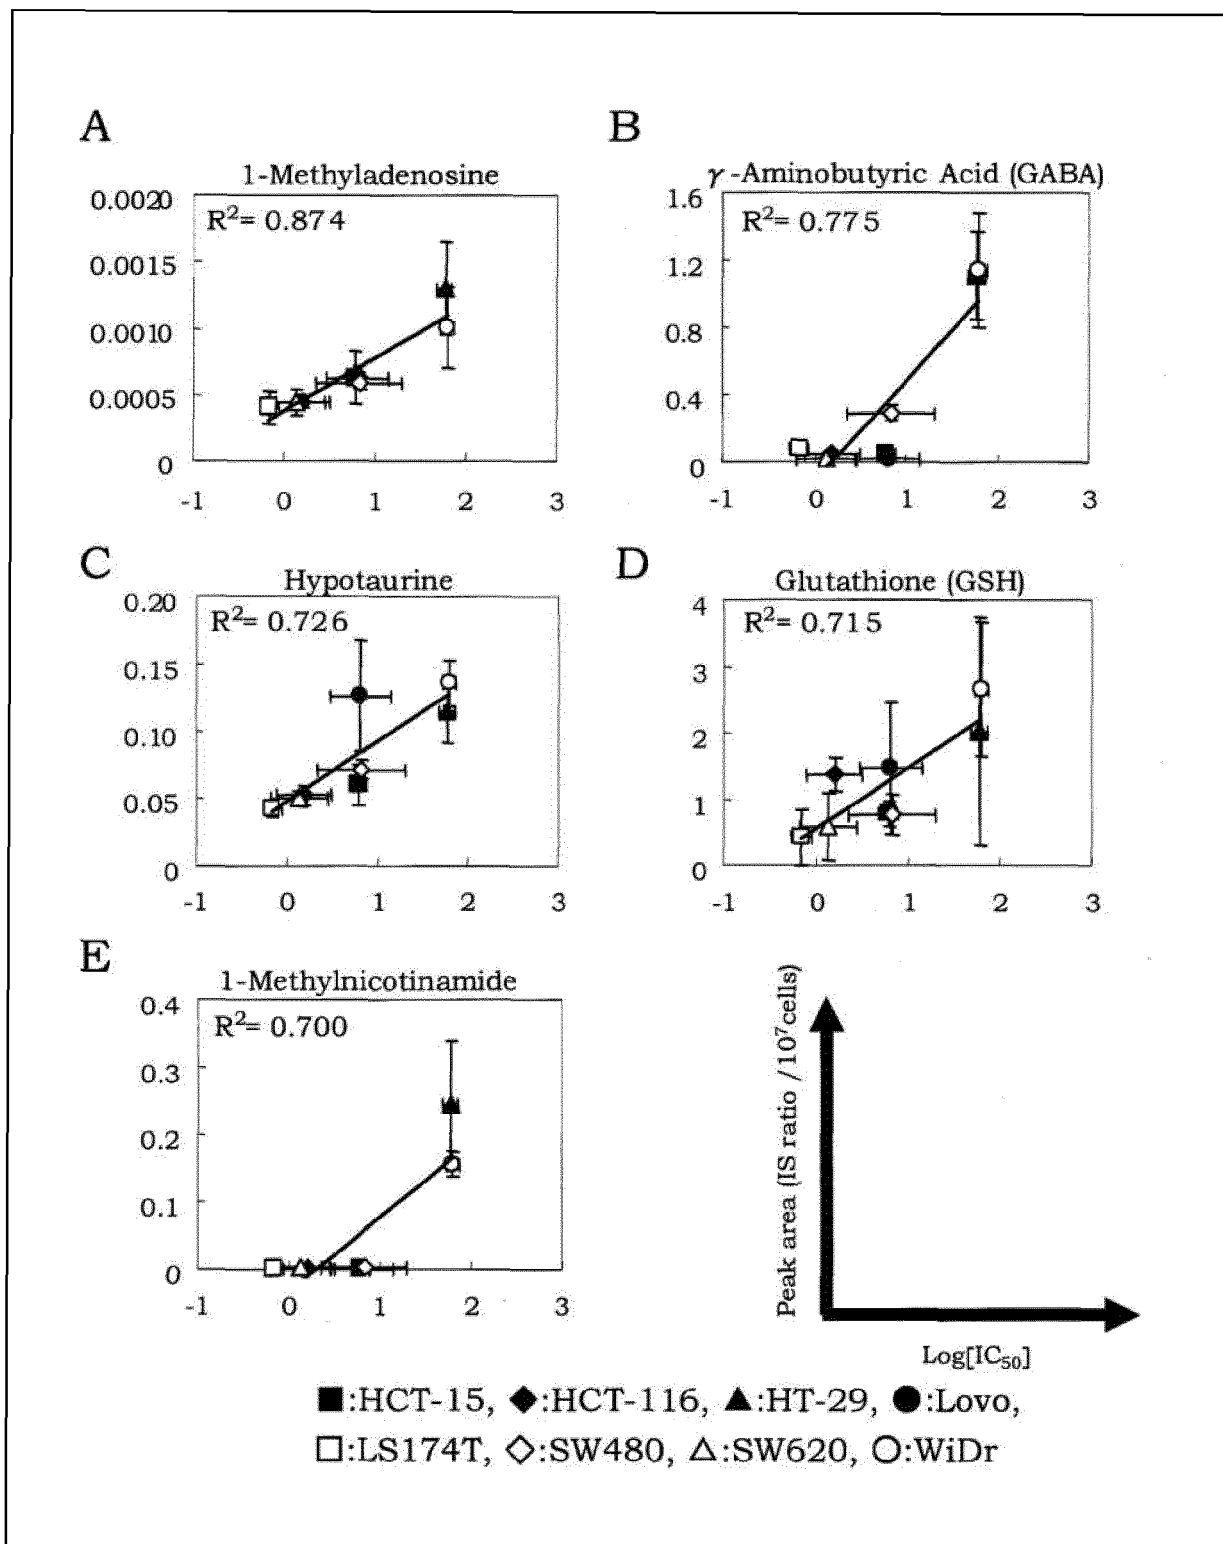 A
1-Methyladenosine
R²= 0.874
0.0020
0.0015
0.0010
0.0005
0
-1 0 1 2 3
B
γ-Aminobutyric Acid (GABA)
R²= 0.775
1.6
1.2
0.8
0.4
0
-1 0 1 2 3
C
Hypotaurine
R²= 0.726
0.20
0.15
0.10
0.05
0
-1 0 1 2 3
D
Glutathione (GSH)
R²= 0.715
4
3
2
1
0
-1 0 1 2 3
E
1-Methylnicotinamide
R²= 0.700
0.4
0.3
0.2
0.1
0
-1 0 1 2 3
Peak area (IS ratio /10⁷cells)
Log[IC₅₀]
■:HCT-15, ◆:HCT-116, ▲:HT-29, ●:Lovo,
□:LS174T, ◇:SW480, △:SW620, ○:WiDr